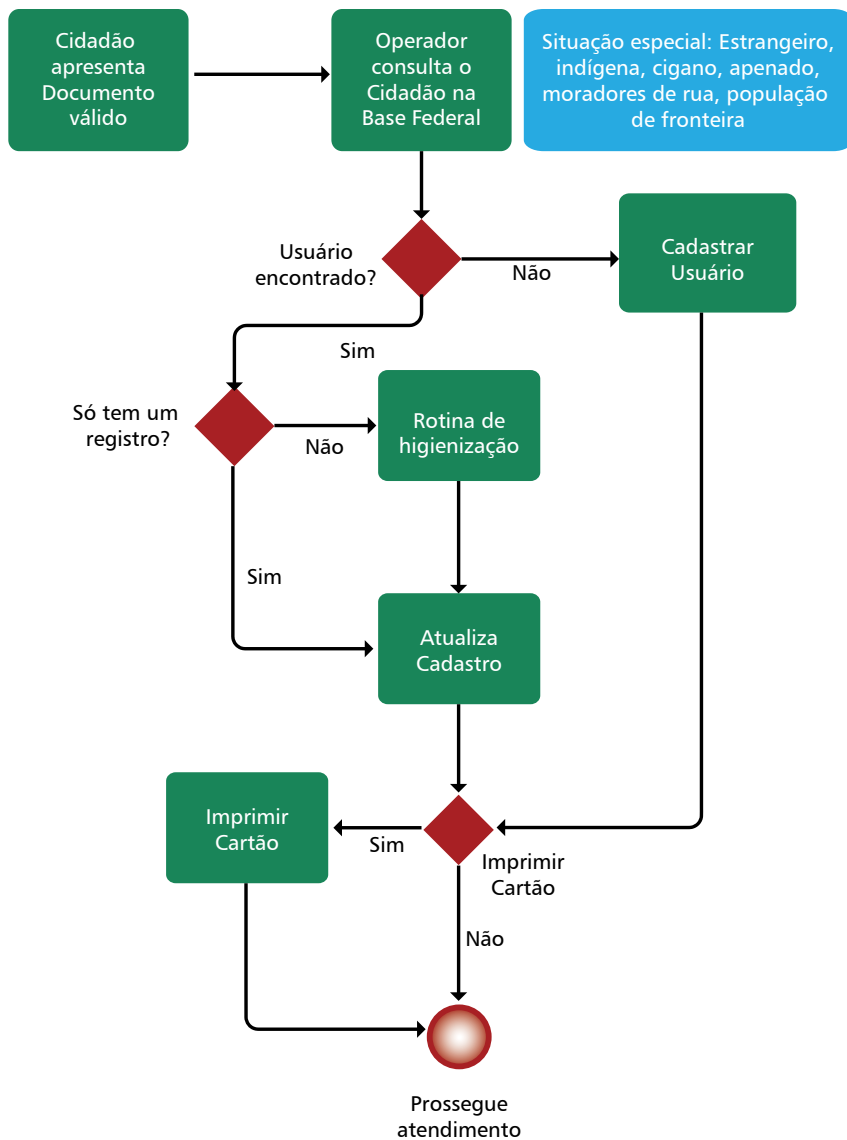 Cidadão
apresenta
Documento
válido
Operador
consulta o
Cidadão na
Base Federal
Situação especial: Estrangeiro,
indígena, cigano, apenado,
moradores de rua, população
de fronteira
Usuário
encontrado?
Não
Cadastrar
Usuário
Sim
Só tem um
registro?
Não
Rotina de
higienização
Sim
Atualiza
Cadastro
Imprimir
Cartão
Sim
Imprimir
Cartão
Não
Prossegue
atendimento